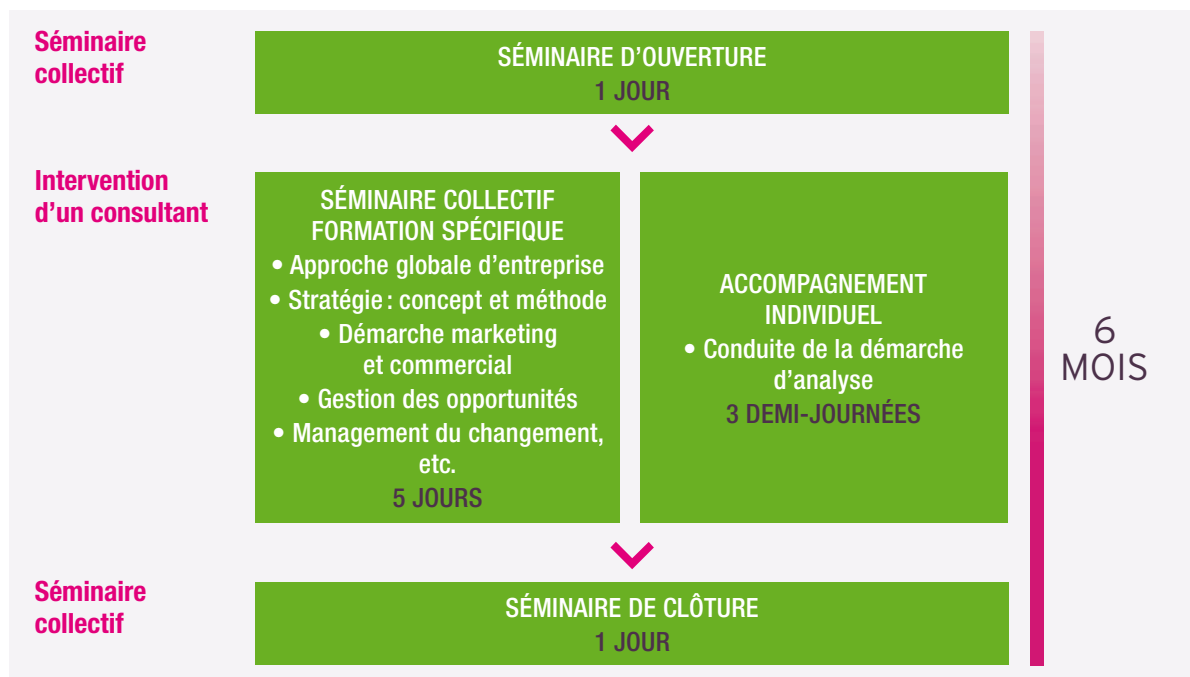 Séminaire
collectif
SÉMINAIRE D'OUVERTURE
1 JOUR
Intervention
d'un consultant
SÉMINAIRE COLLECTIF
FORMATION SPÉCIFIQUE
• Approche globale d'entreprise
• Stratégie : concept et méthode
• Démarche marketing
et commercial
• Gestion des opportunités
• Management du changement,
etc.
5 JOURS
ACCOMPAGNEMENT
INDIVIDUEL
• Conduite de la démarche
d'analyse
3 DEMI-JOURNÉES
6
MOIS
Séminaire
collectif
SÉMINAIRE DE CLÔTURE
1 JOUR